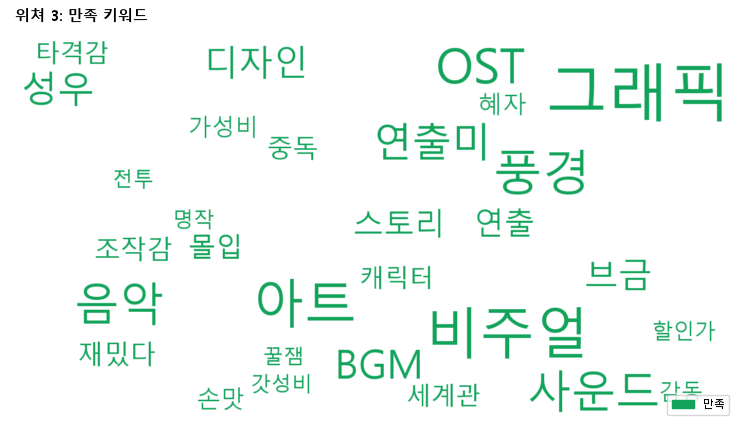 위쳐 3: 만족 키워드
타격감
디자인
OST
그래픽
성우
혜자
가성비
중독
연출미
풍경
전투
명작
스토리
연출
조작감
몰입
캐릭터
브금
음악
아트
비주얼
할인가
재밌다
꿀잼
BGM
갓성비
세계관
사운드
감동
손맛
만족